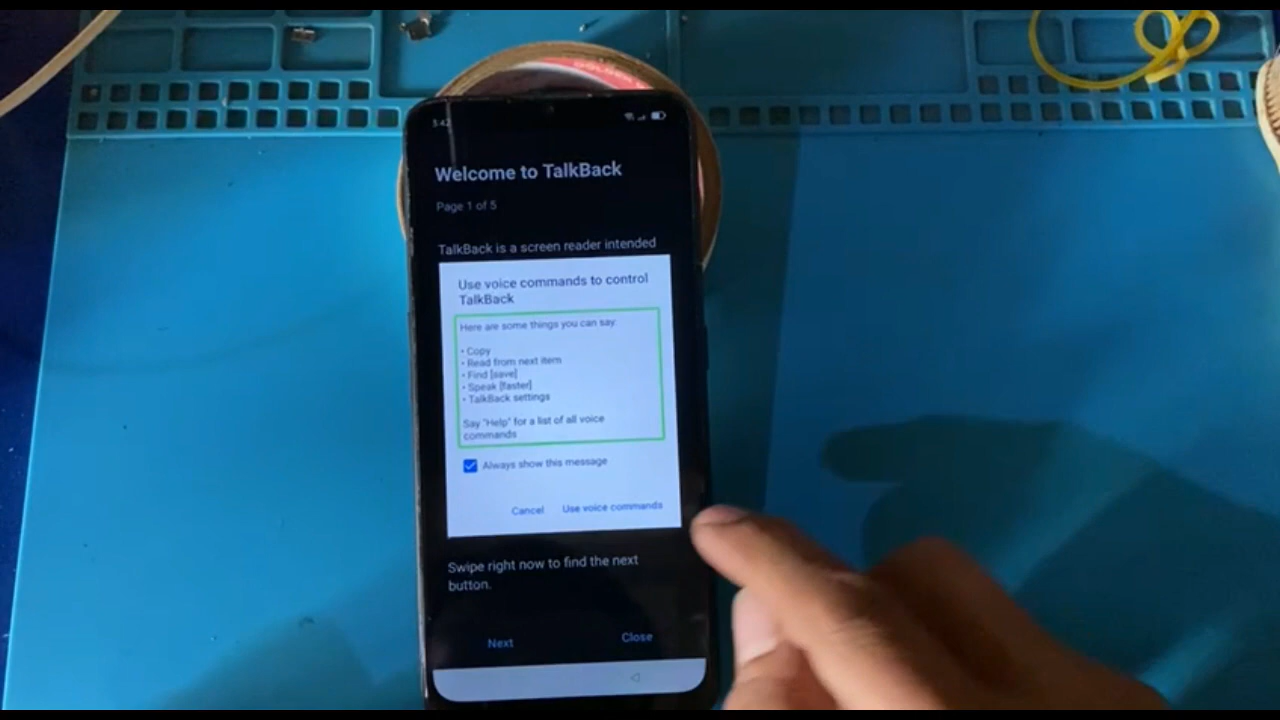 5:42
Welcome to TalkBack
Page 1 of 5
TalkBack is a screen reader intended
Use voice commands to control
TalkBack
Here are some things you can say:
• Copy
• Read from next item
• Find [save]
• Speak [faster]
• TalkBack settings
Say "Help" for a list of all voice
commands
Always show this message
Cancel Use voice commands
Swipe right now to find the next
button.
Next Close